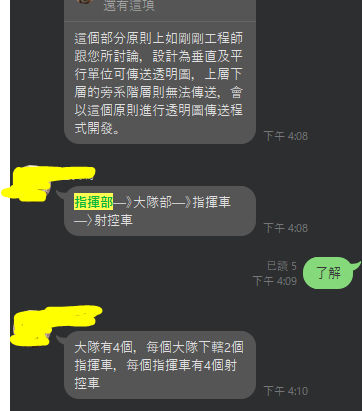 還有這項
這個部分原則上如剛剛工程師
跟您所討論，設計為垂直及平
行單位可傳送透明圖，上層下
層的旁系階層則無法傳送，會
以這個原則進行透明圖傳送程
式開發。
下午 4:08
指揮部—》大隊部—》指揮車
—〉射控車
下午 4:08
已讀 5
下午 4:09
了解
大隊有4個，每個大隊下轄2個
指揮車，每個指揮車有4個射
控車
下午 4:10